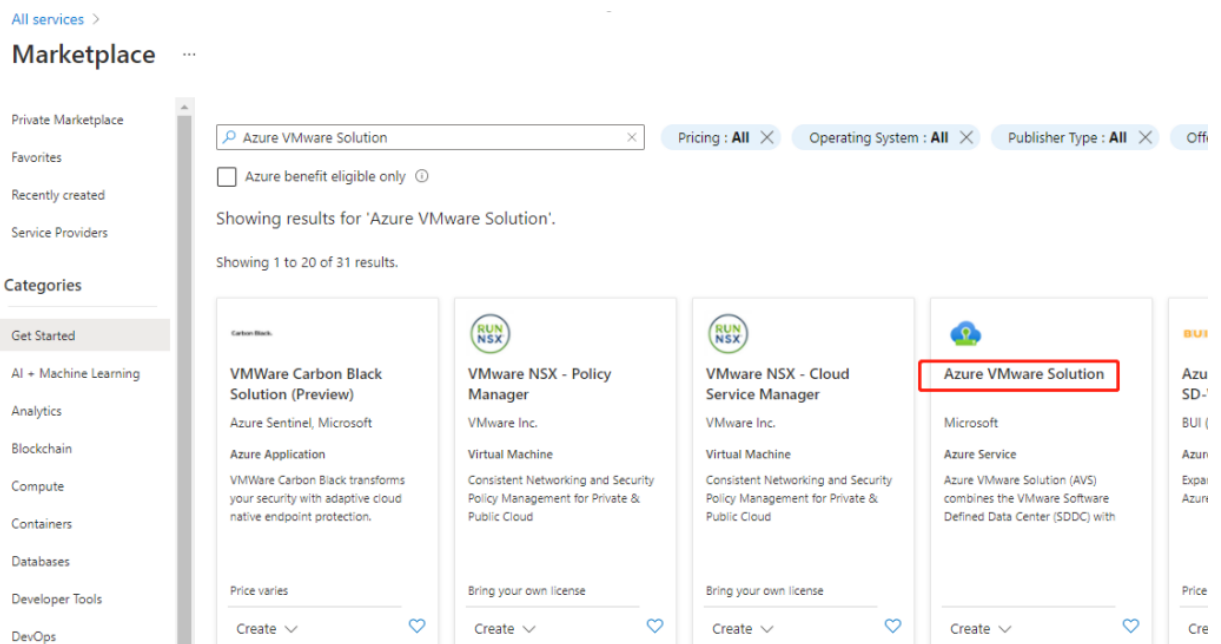 All services >
Marketplace ...
Private Marketplace
Favorites
Recently created
Service Providers
Categories
Get Started
AI + Machine Learning
Analytics
Blockchain
Compute
Containers
Databases
Developer Tools
DevOps
Azure VMware Solution
Pricing : All
Operating System : All
Publisher Type : All
Azure benefit eligible only
Showing results for 'Azure VMware Solution'.
Showing 1 to 20 of 31 results.
Carbon Black.
VMWare Carbon Black
Solution (Preview)
Azure Sentinel, Microsoft
Azure Application
VMWare Carbon Black transforms
your security with adaptive cloud
native endpoint protection.
Price varies
Create
RUN
NSX
VMware NSX - Policy
Manager
VMware Inc.
Virtual Machine
Consistent Networking and Security
Policy Management for Private &
Public Cloud
Bring your own license
Create
RUN
NSX
VMware NSX - Cloud
Service Manager
VMware Inc.
Virtual Machine
Consistent Networking and Security
Policy Management for Private &
Public Cloud
Bring your own license
Create
Azure VMware Solution
Microsoft
Azure Service
Azure VMware Solution (AVS)
combines the VMware Software
Defined Data Center (SDDC) with
Create
BUI
SD-
BUI (
Price